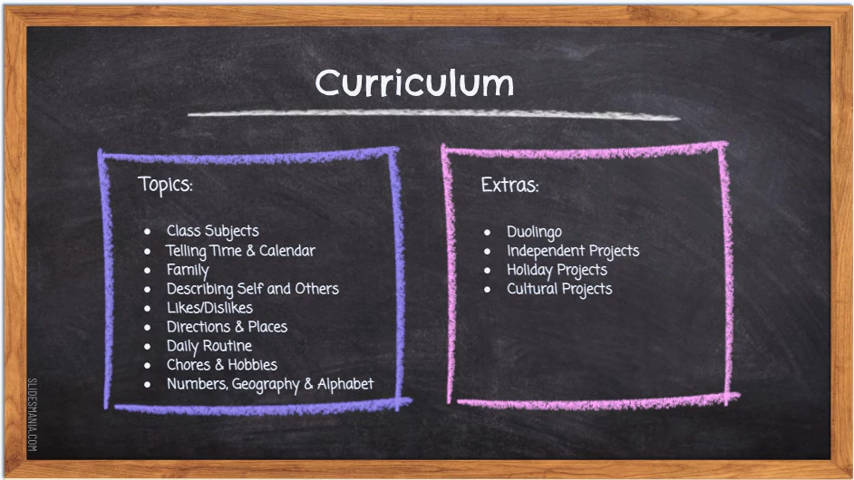 Curriculum
Topics:
● Class Subjects
● Telling Time & Calendar
● Family
● Describing Self and Others
● Likes/Dislikes
● Directions & Places
● Daily Routine
● Chores & Hobbies
● Numbers, Geography & Alphabet
Extras:
● Duolingo
● Independent Projects
● Holiday Projects
● Cultural Projects
SLIDESMANIA.COM